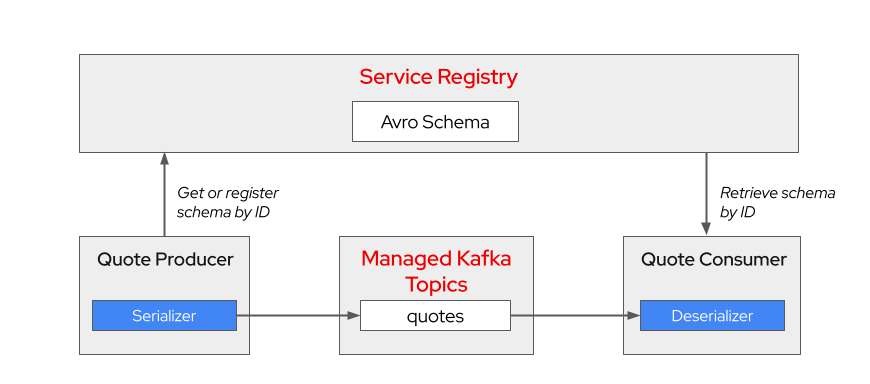 Service Registry
Avro Schema
Get or register
schema by ID
Retrieve schema
by ID
Quote Producer
Serializer
Managed Kafka
Topics
quotes
Quote Consumer
Deserializer